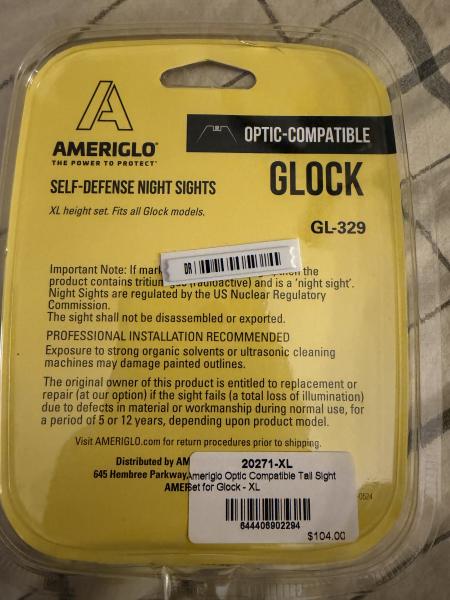 AMERIGLO
THE POWER TO PROTECT
OPTIC-COMPATIBLE
SELF-DEFENSE NIGHT SIGHTS
GLOCK
XL height set. Fits all Glock models.
GL-329
DR
Important Note: If the
product contains tritium gas (radioactive) and is a 'night sight'.
Night Sights are regulated by the US Nuclear Regulatory
Commission.
The sight shall not be disassembled or exported.
PROFESSIONAL INSTALLATION RECOMMENDED
Exposure to strong organic solvents or ultrasonic cleaning
machines may damage painted outlines.
The original owner of this product is entitled to replacement or
repair (at our option) if the sight fails (a total loss of illumination)
due to defects in material or workmanship during normal use, for
a period of 5 or 12 years, depending upon product model.
Visit AMERIGLO.com for return procedures prior to shipping.
Distributed by
645 Hembree Parkway,
20271-XL
Ameriglo Optic Compatible Tall Sight
Set for Glock - XL
644406902294
$104.00